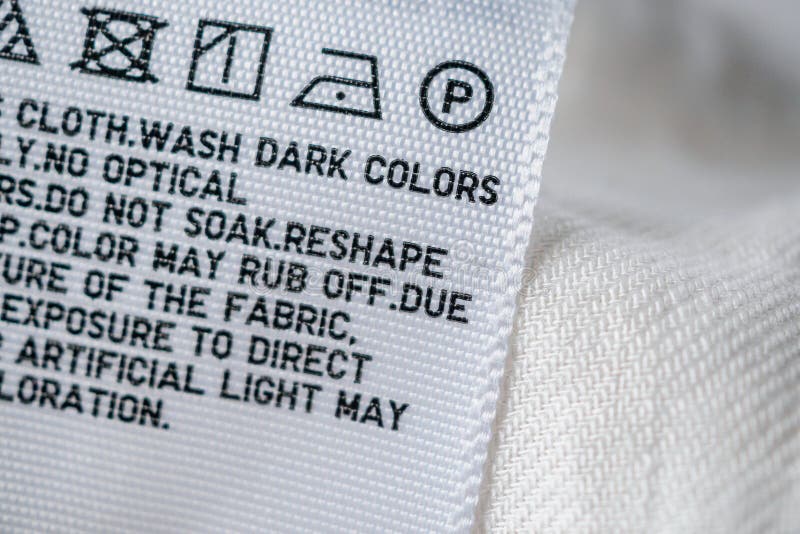 P
CLOTH.WASH DARK COLORS
LY.NO OPTICAL
RS.DO NOT SOAK.RESHAPE
P.COLOR MAY RUB OFF.DUE
URE OF THE FABRIC,
EXPOSURE TO DIRECT
ARTIFICIAL LIGHT MAY
LORATION.